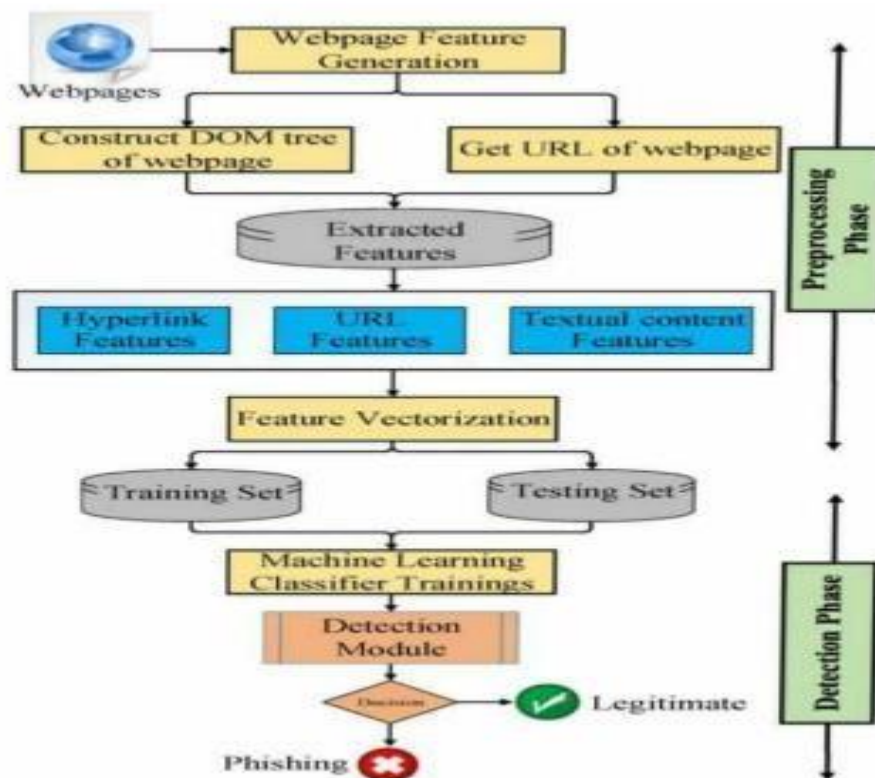 Webpage Feature
Generation
Webpages
Construct DOM tree
of webpage
Get URL of webpage
Extracted
Features
Hyperlink
Features
URL
Features
Textual content
Features
Feature Vectorization
Training Set
Testing Set
Machine Learning
Classifier Trainings
Detection
Module
Decision
Legitimate
Phishing
Preprocessing
Phase
Detection Phase